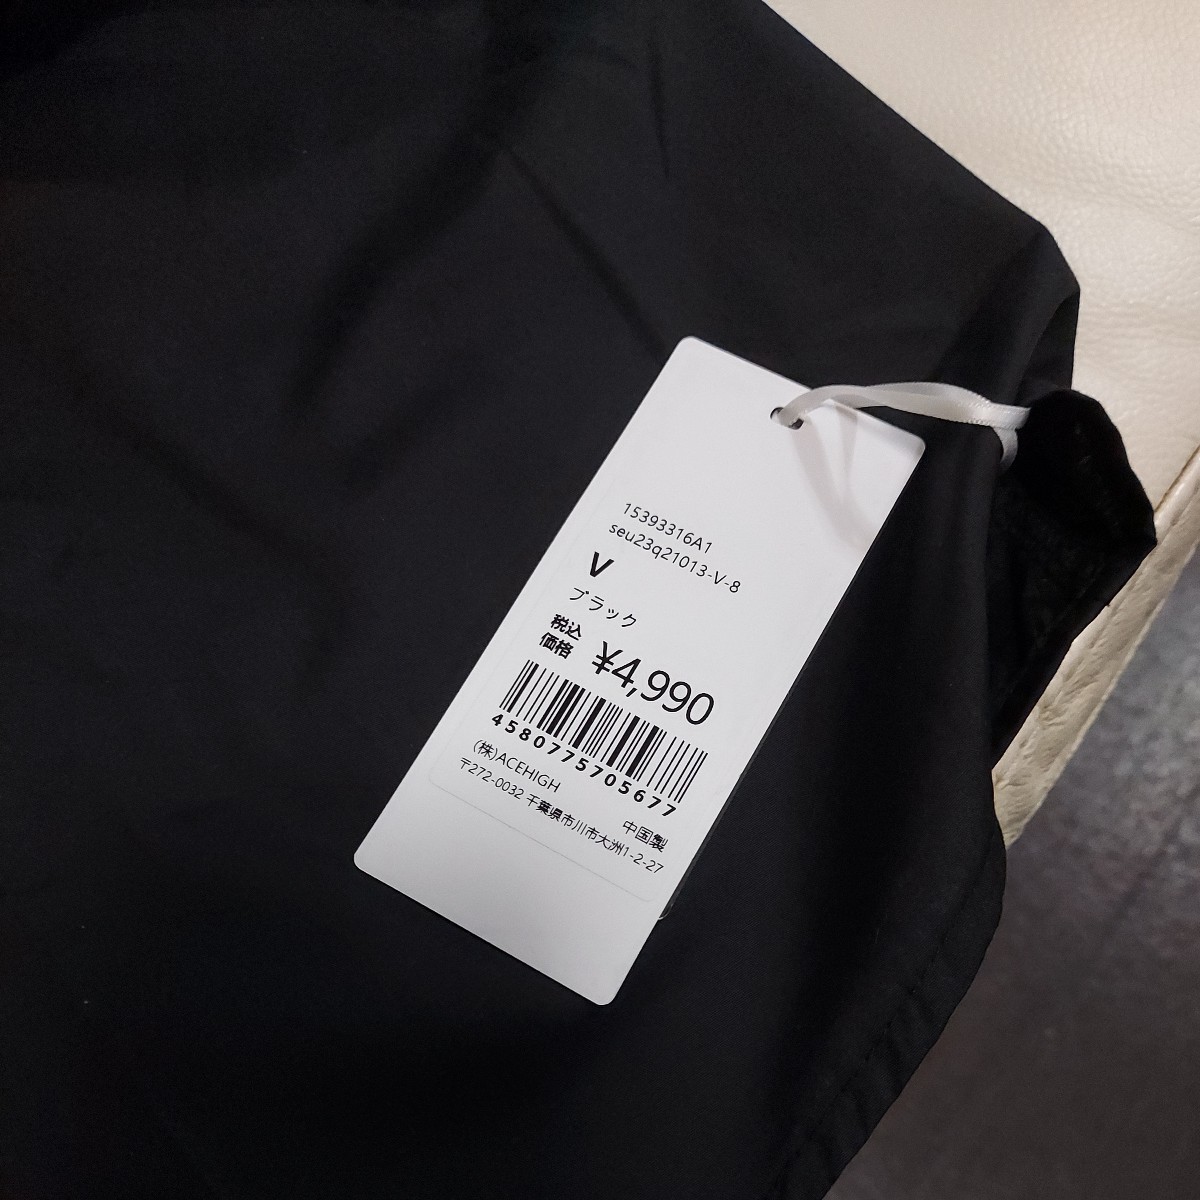 15393316A1
seu23q21013-V-8
V
ブラック
税込
価格 ¥4,990
4580775705677
(株)ACEHIGH
中国製
〒272-0032 千葉県市川市大洲1-2-27